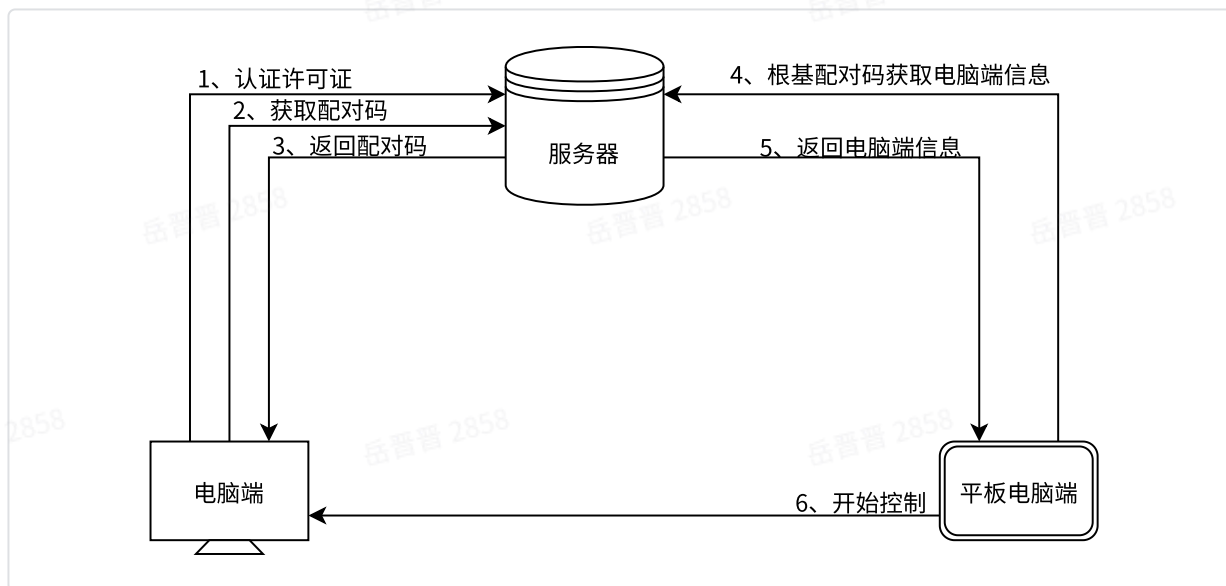 1、认证许可证
4、根基配对码获取电脑端信息
2、获取配对码
3、返回配对码
服务器
5、返回电脑端信息
电脑端
平板电脑端
6、开始控制
岳晋晋 2858
岳晋晋 2858
岳晋晋 2858
2858
岳晋晋 2858
岳晋晋 2858